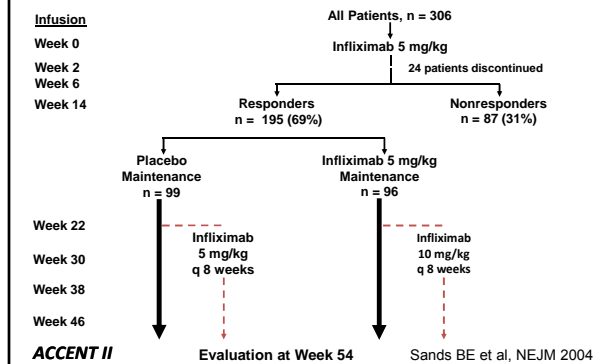 Infusion
All Patients, n = 306
Week 0
Infliximab 5 mg/kg
Week 2
24 patients discontinued
Week 6
Week 14
Responders
n = 195 (69%)
Nonresponders
n = 87 (31%)
Placebo
Maintenance
n = 99
Infliximab 5 mg/kg
Maintenance
n = 96
Week 22
Infliximab
5 mg/kg
q 8 weeks
Infliximab
10 mg/kg
q 8 weeks
Week 30
Week 38
Week 46
ACCENT II
Evaluation at Week 54
Sands BE et al, NEJM 2004